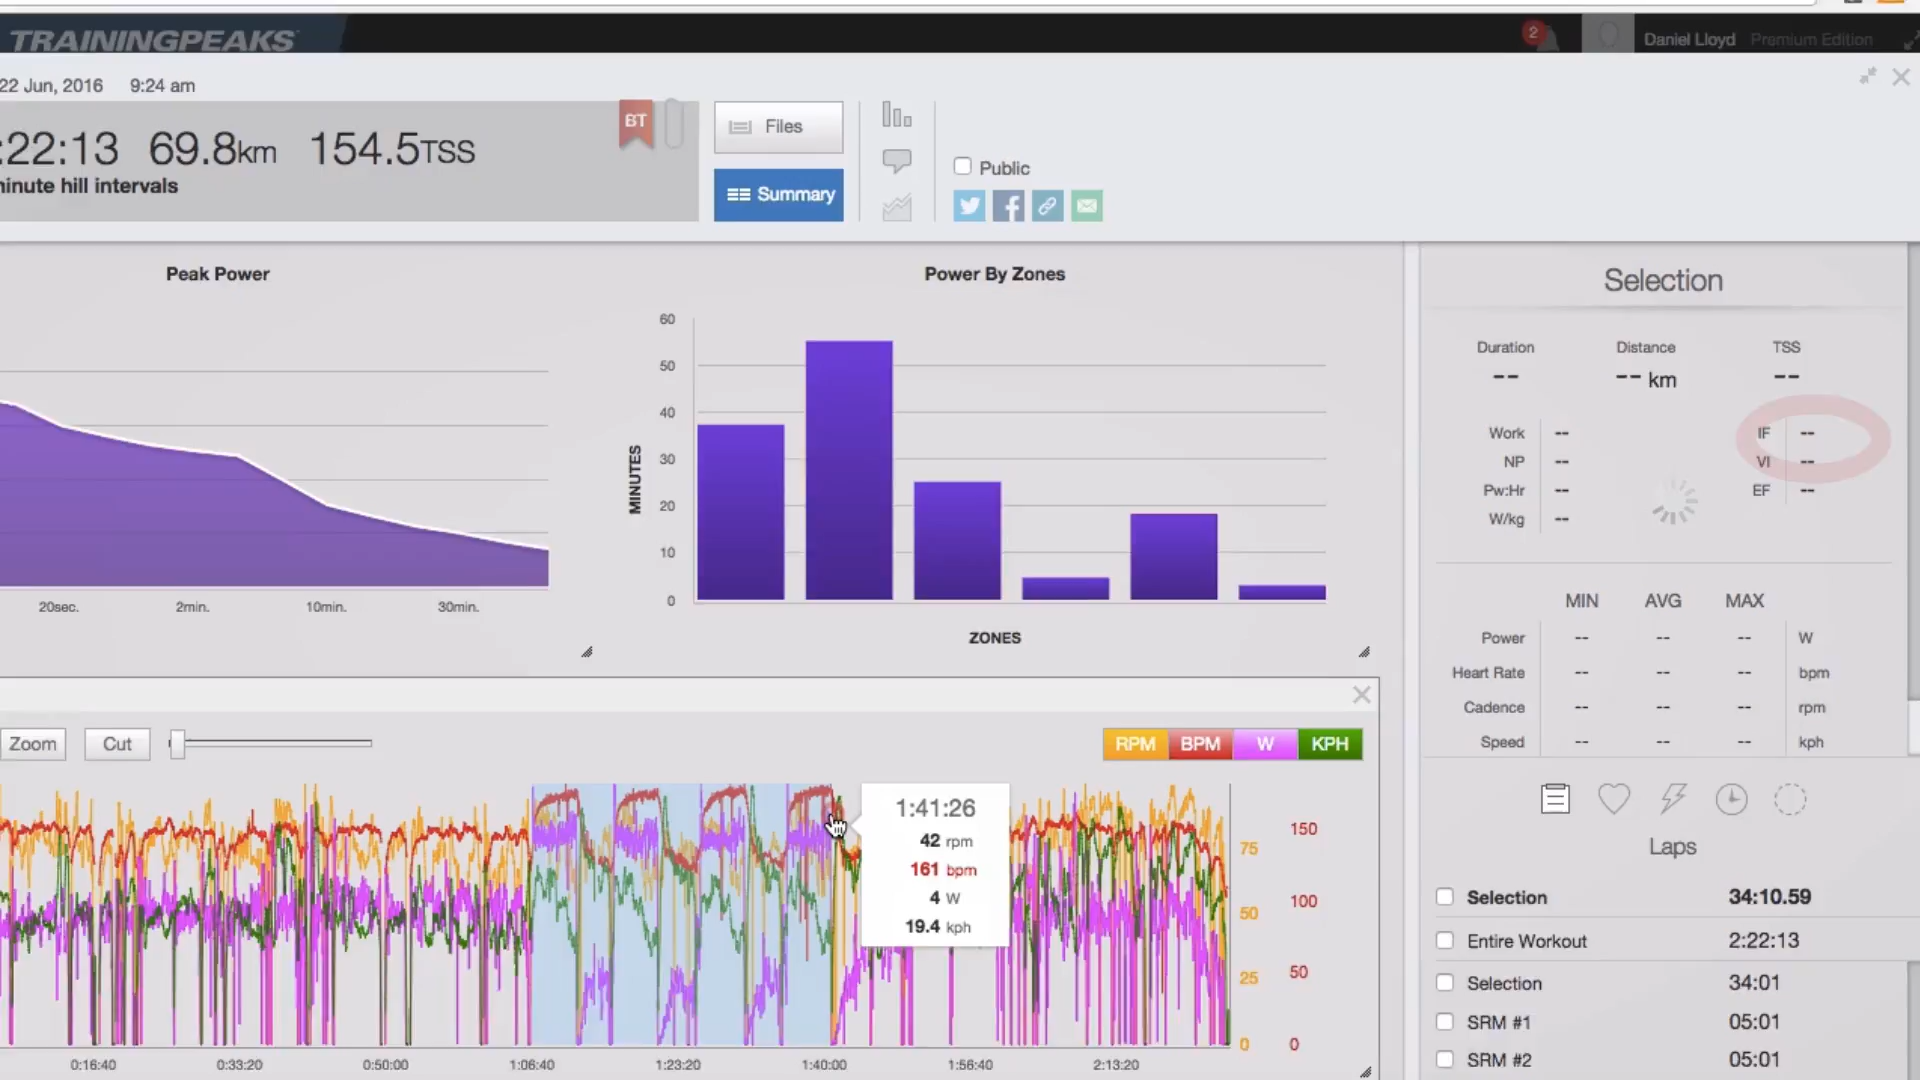 TRAININGPEAKS
2
Daniel Lloyd Premium Edition
22 Jun, 2016 9:24 am
:22:13 69.8km 154.5TSS
inute hill intervals
BT
Files
Summary
Public
Peak Power
20sec. 2min. 10min. 30min.
Power By Zones
60
50
40
30
20
10
0
MINUTES
ZONES
Selection
Duration Distance TSS
-- -- km --
Work -- IF --
NP -- VI --
Pw:Hr -- EF --
W/kg --
MIN AVG MAX
Power -- -- -- W
Heart Rate -- -- -- bpm
Cadence -- -- -- rpm
Speed -- -- -- kph
Zoom Cut
RPM BPM W KPH
1:41:26
42 rpm
161 bpm
4 W
19.4 kph
75
50
25
0
150
100
50
0
0:16:40 0:33:20 0:50:00 1:06:40 1:23:20 1:40:00 1:56:40 2:13:20
Laps
Selection 34:10.59
Entire Workout 2:22:13
Selection 34:01
SRM #1 05:01
SRM #2 05:01